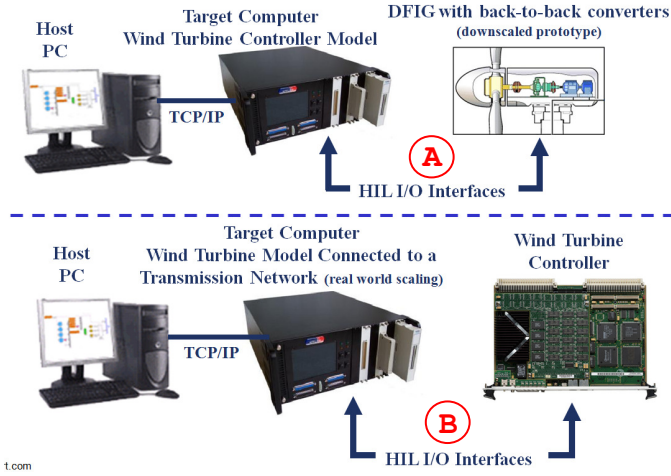 Host
PC
Target Computer
Wind Turbine Controller Model
DFIG with back-to-back converters
(downscaled prototype)
TCP/IP
A
HIL I/O Interfaces
Host
PC
Target Computer
Wind Turbine Model Connected to a
Transmission Network (real world scaling)
Wind Turbine
Controller
TCP/IP
B
HIL I/O Interfaces
t.com